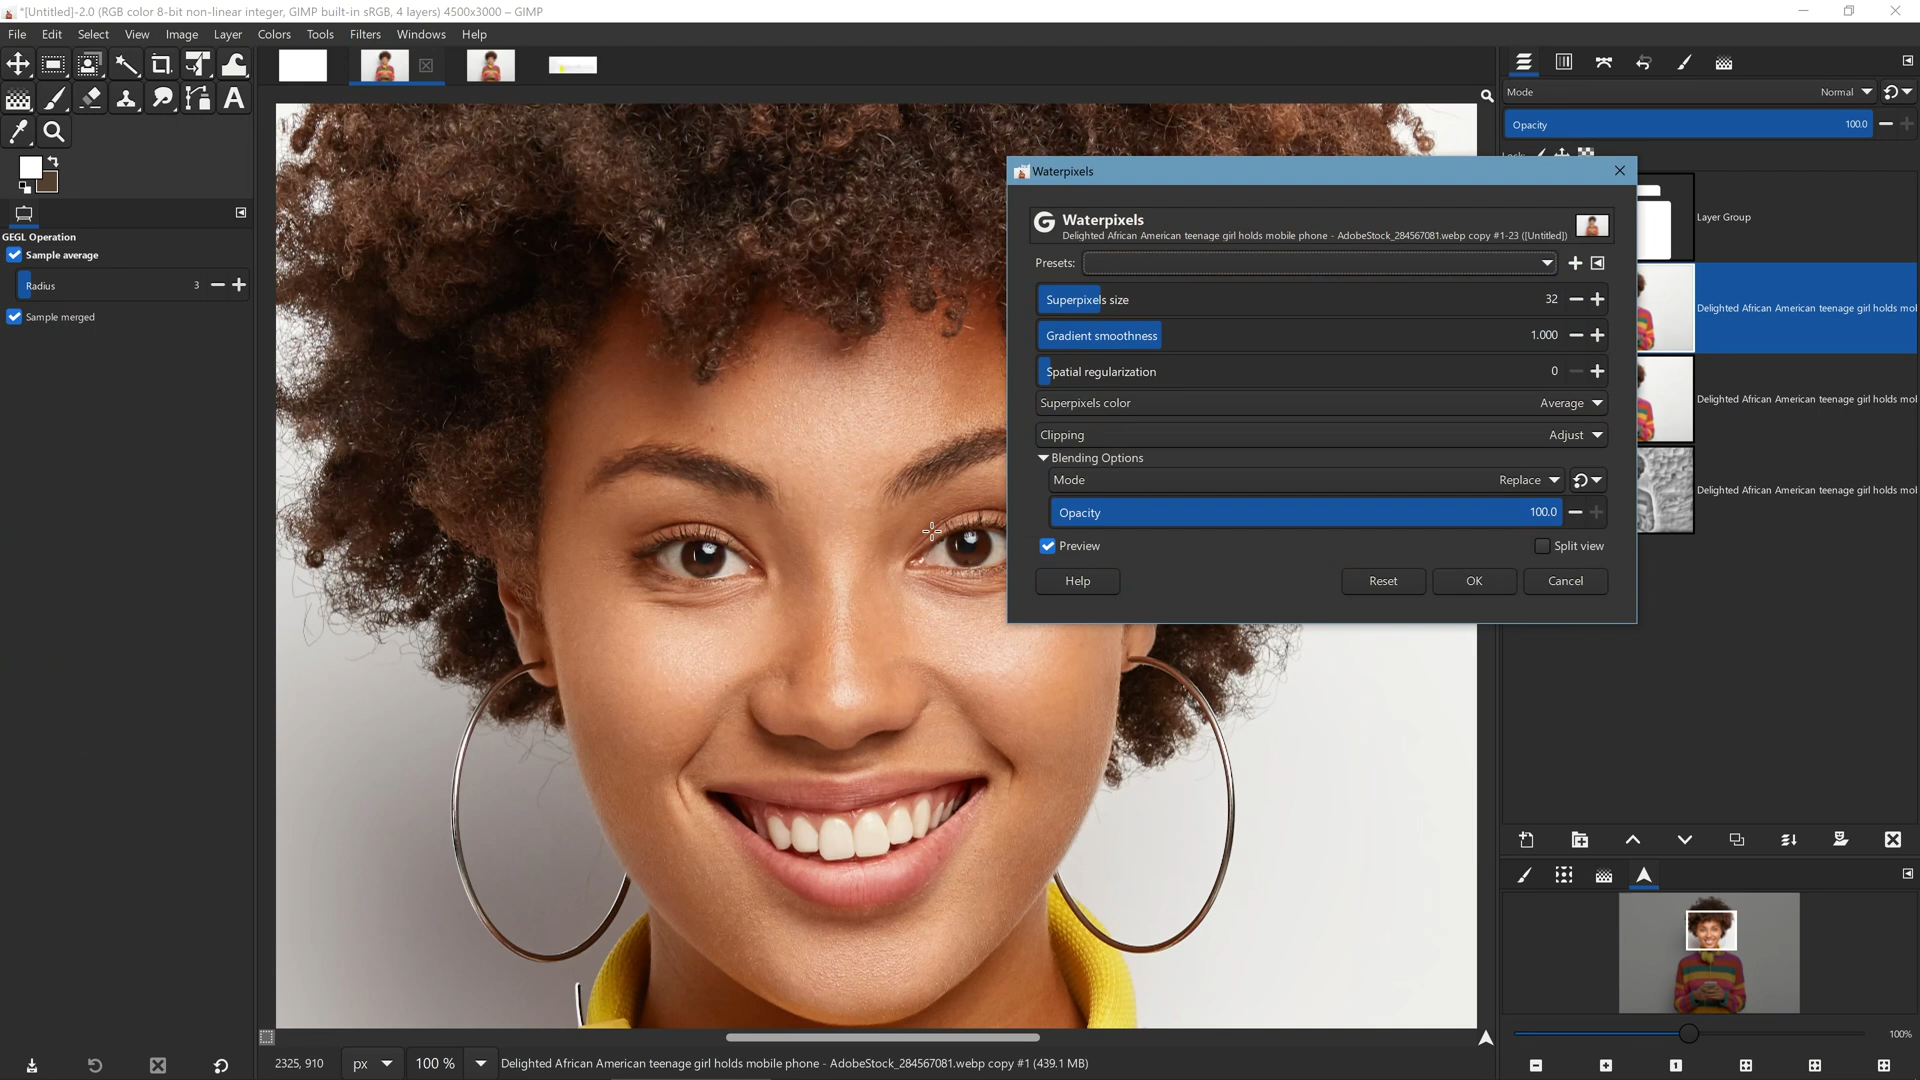 *[Untitled]-2.0 (RGB color 8-bit non-linear integer, GIMP built-in sRGB, 4 layers) 4500x3000 – GIMP
File Edit Select View Image Layer Colors Tools Filters Windows Help
GEGL Operation
Sample average
Radius 3
Sample merged
Waterpixels
Waterpixels
Delighted African American teenage girl holds mobile phone - AdobeStock_284567081.webp copy #1-23 ([Untitled])
Presets:
Superpixels size 32
Gradient smoothness 1.000
Spatial regularization 0
Superpixels color Average
Clipping Adjust
Blending Options
Mode Replace
Opacity 100.0
Preview Split view
Help Reset OK Cancel
Mode Normal
Opacity 100.0
Layer Group
Delighted African American teenage girl holds mol
Delighted African American teenage girl holds mol
Delighted African American teenage girl holds mol
100%
2325, 910 px 100 % Delighted African American teenage girl holds mobile phone - AdobeStock_284567081.webp copy #1 (439.1 MB)